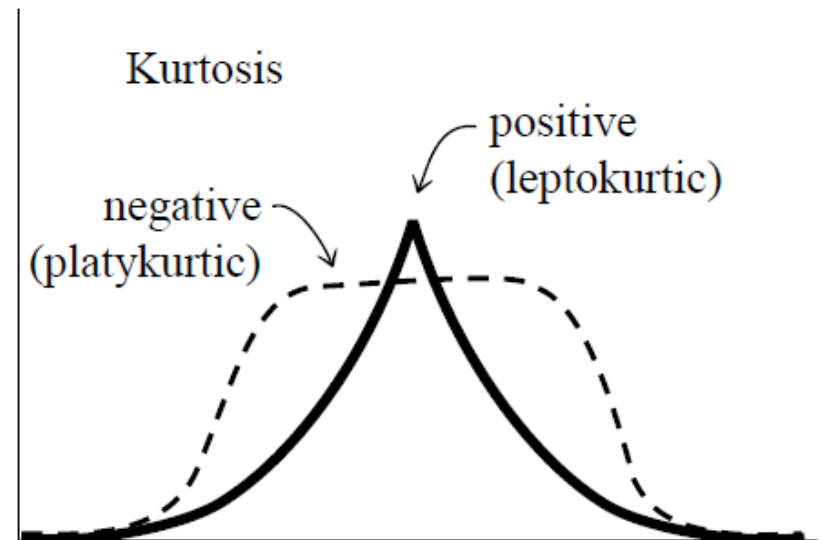 Kurtosis
positive
(leptokurtic)
negative
(platykurtic)